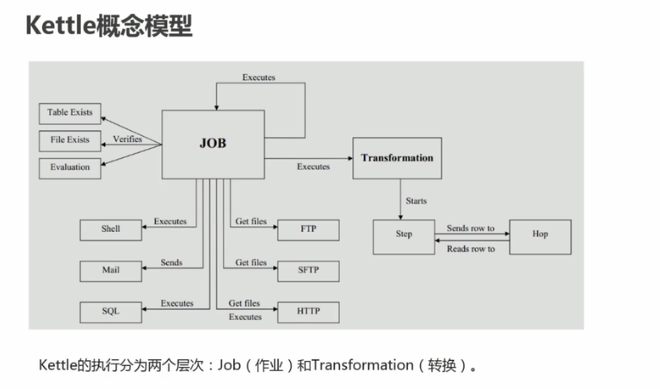 Kettle概念模型
Executes
Table Exists
File Exists
Verifies
JOB
Evaluation
Executes
Transformation
Starts
Shell
Executes
Get files
FTP
Step
Sends row to
Reads row to
Hop
Mail
Sends
Get files
SFTP
SQL
Executes
Get files
Executes
HTTP
Kettle的执行分为两个层次：Job（作业）和Transformation（转换）。